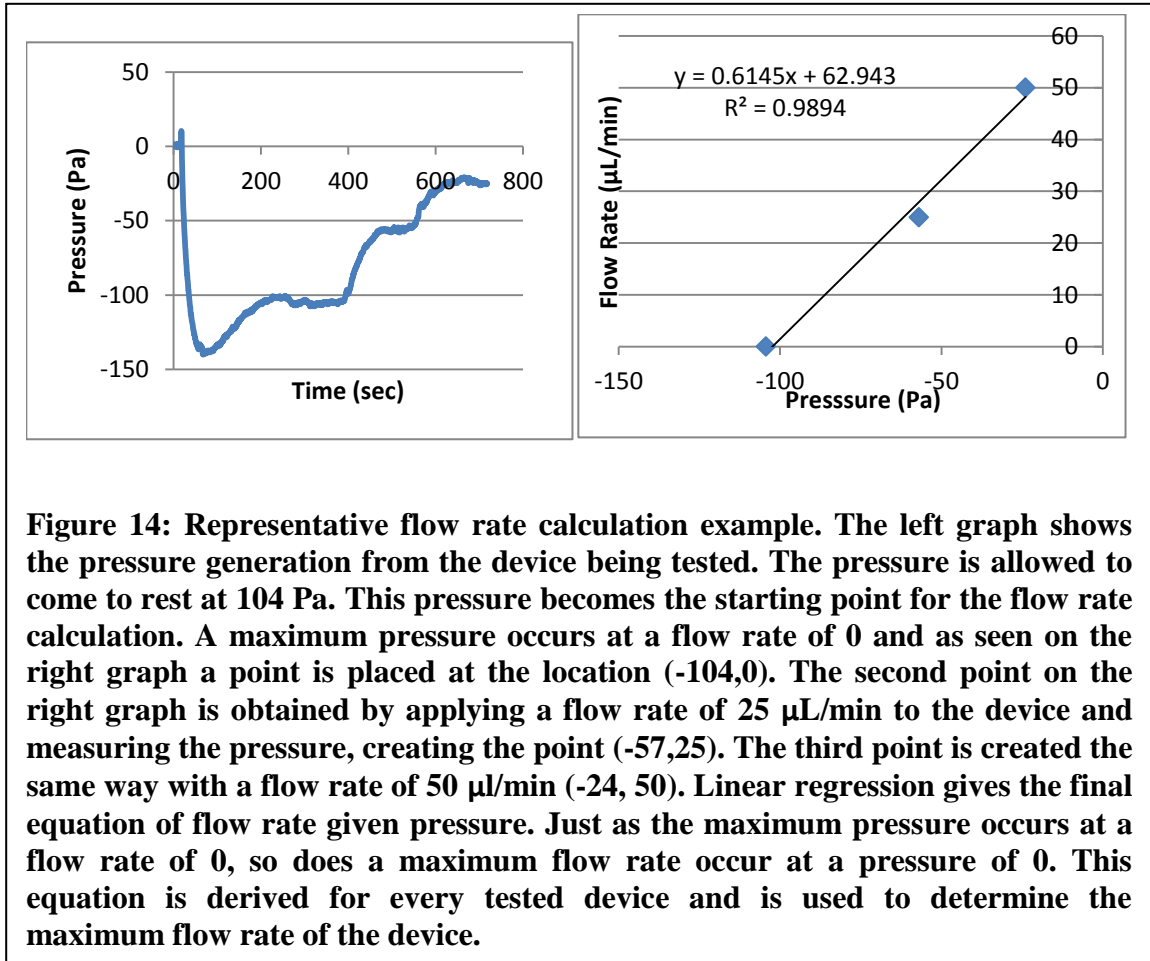 50
0
-50
-100
-150
0
200
400
600
800
Pressure (Pa)
Time (sec)
y = 0.6145x + 62.943
R² = 0.9894
60
50
40
30
20
10
0
-150
-100
-50
0
Flow Rate (µL/min)
Presssure (Pa)
Figure 14: Representative flow rate calculation example. The left graph shows
the pressure generation from the device being tested. The pressure is allowed to
come to rest at 104 Pa. This pressure becomes the starting point for the flow rate
calculation. A maximum pressure occurs at a flow rate of 0 and as seen on the
right graph a point is placed at the location (-104,0). The second point on the
right graph is obtained by applying a flow rate of 25 µL/min to the device and
measuring the pressure, creating the point (-57,25). The third point is created the
same way with a flow rate of 50 µl/min (-24, 50). Linear regression gives the final
equation of flow rate given pressure. Just as the maximum pressure occurs at a
flow rate of 0, so does a maximum flow rate occur at a pressure of 0. This
equation is derived for every tested device and is used to determine the
maximum flow rate of the device.